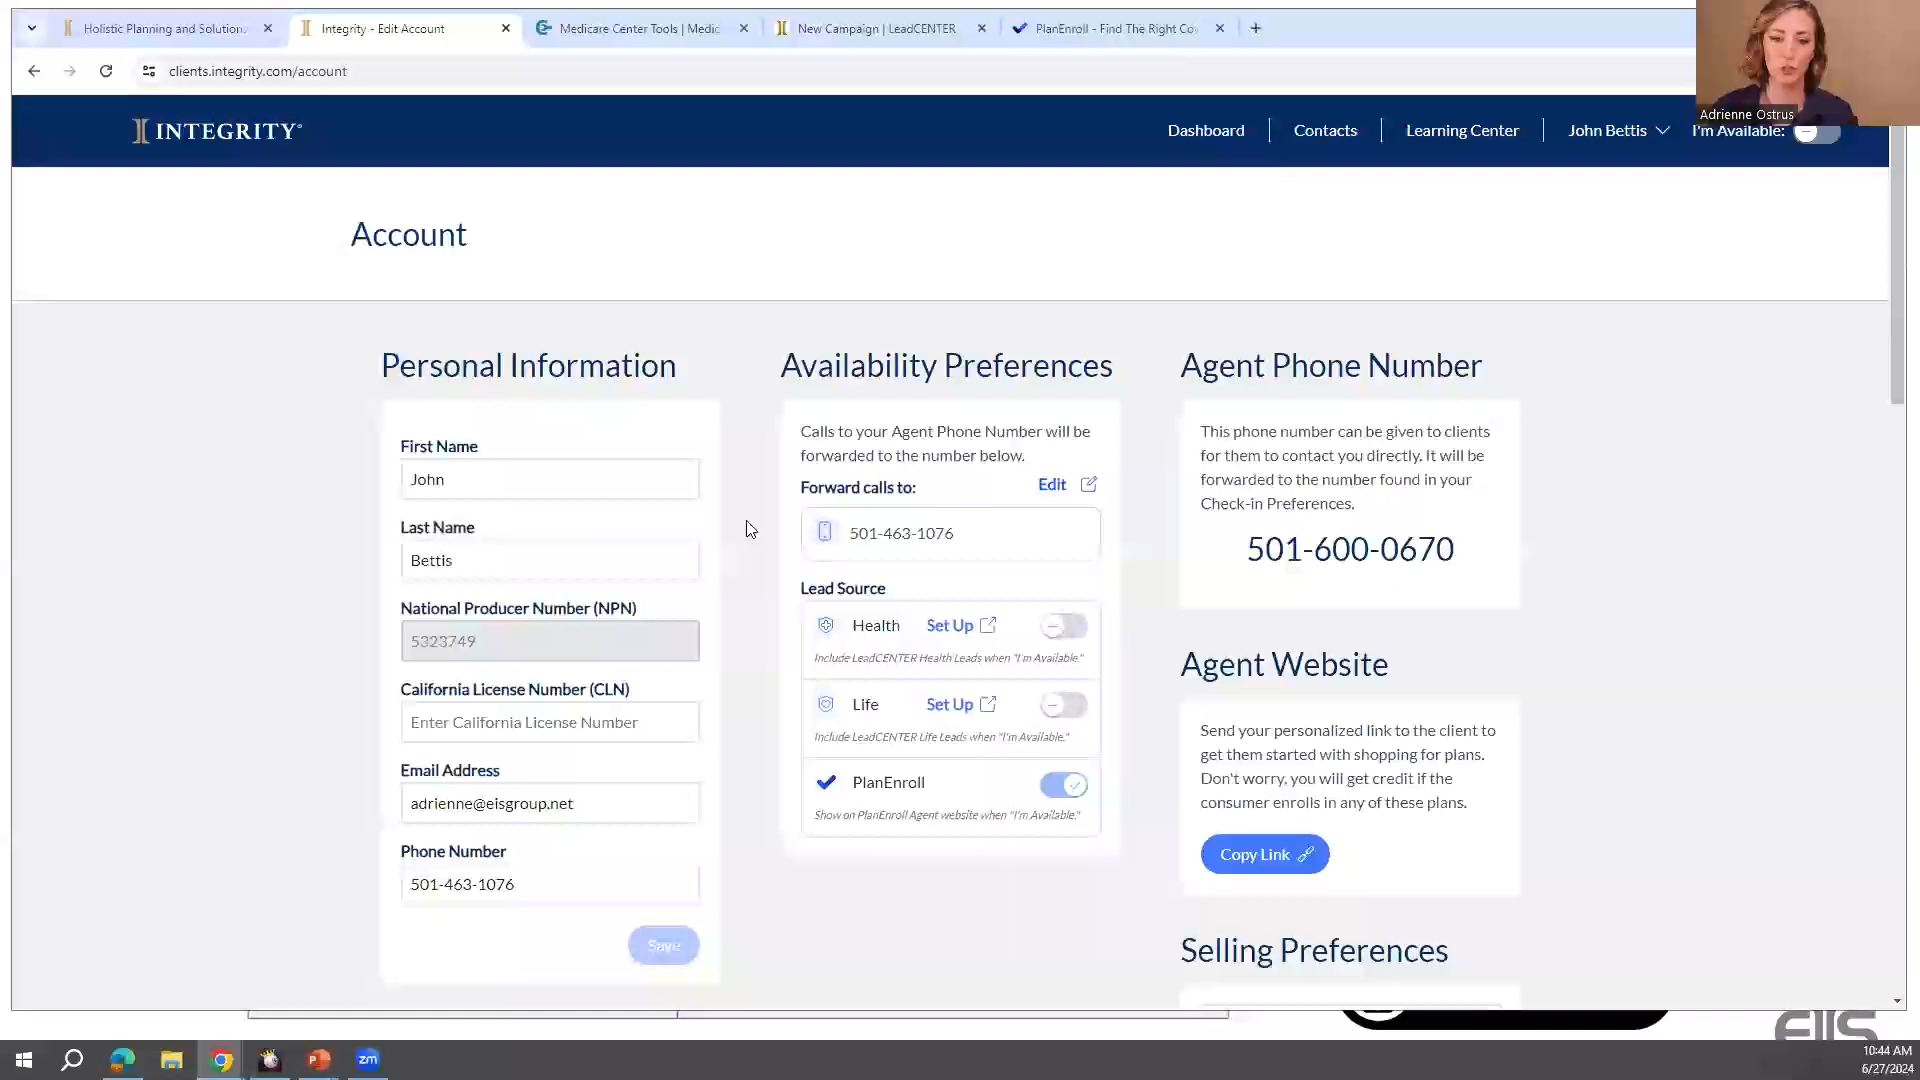 Holistic Planning and Solution
Integrity - Edit Account
Medicare Center Tools | Medic
New Campaign | LeadCENTER
PlanEnroll - Find The Right Co
clients.integrity.com/account
Adrienne Ostrus
INTEGRITY
Dashboard
Contacts
Learning Center
John Bettis
I'm Available:
Account
Personal Information
First Name
John
Last Name
Bettis
National Producer Number (NPN)
5323749
California License Number (CLN)
Enter California License Number
Email Address
adrienne@eisgroup.net
Phone Number
501-463-1076
Save
Availability Preferences
Calls to your Agent Phone Number will be
forwarded to the number below.
Forward calls to:
Edit
501-463-1076
Lead Source
Health Set Up
Include LeadCENTER Health Leads when "I'm Available."
Life Set Up
Include LeadCENTER Life Leads when "I'm Available."
PlanEnroll
Show on PlanEnroll Agent website when "I'm Available."
Agent Phone Number
This phone number can be given to clients
for them to contact you directly. It will be
forwarded to the number found in your
Check-in Preferences.
501-600-0670
Agent Website
Send your personalized link to the client to
get them started with shopping for plans.
Don't worry, you will get credit if the
consumer enrolls in any of these plans.
Copy Link
Selling Preferences
zm
10:44 AM
6/27/2024